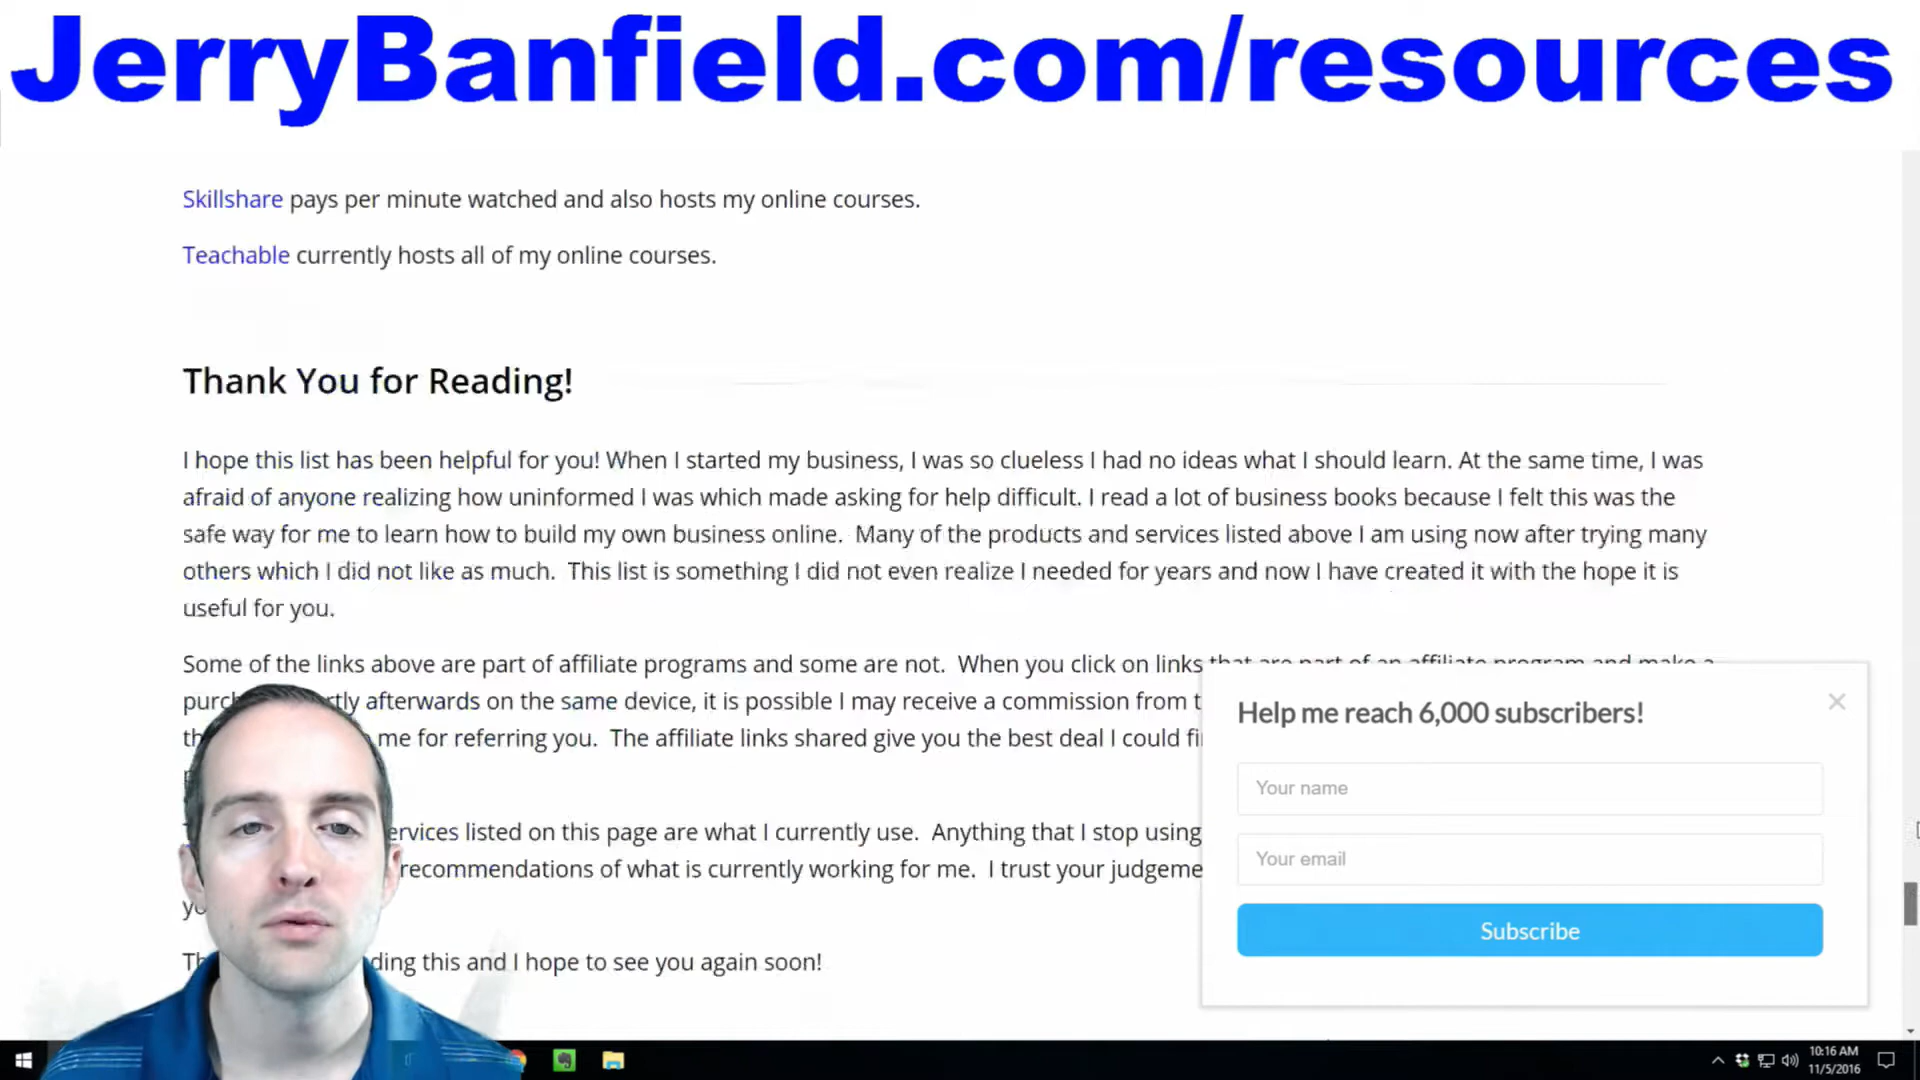 JerryBanfield.com/resources
Skillshare pays per minute watched and also hosts my online courses.
Teachable currently hosts all of my online courses.
Thank You for Reading!
I hope this list has been helpful for you! When I started my business, I was so clueless I had no ideas what I should learn. At the same time, I was
afraid of anyone realizing how uninformed I was which made asking for help difficult. I read a lot of business books because I felt this was the
safe way for me to learn how to build my own business online. Many of the products and services listed above I am using now after trying many
others which I did not like as much. This list is something I did not even realize I needed for years and now I have created it with the hope it is
useful for you.
Some of the links above are part of affiliate programs and some are not. When you click on links that are part of an affiliate program and make a
afterwards on the same device, it is possible I may receive a commission from
me for referring you. The affiliate links shared give you the best deal I could
listed on this page are what I currently use. Anything that I stop using
recommendations of what is currently working for me. I trust your
this and I hope to see you again soon!
Help me reach 6,000 subscribers!
Your name
Your email
Subscribe
10:16 AM
11/5/2016